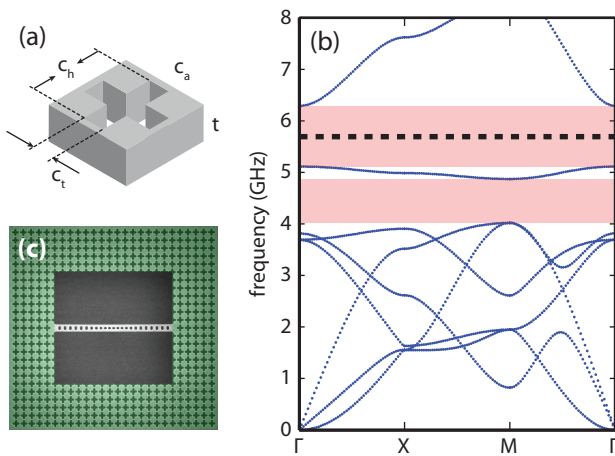 (a)
c_h
c_a
t
c_t
(c)
(b)
frequency (GHz)
8
7
6
5
4
3
2
1
0
Γ X M Γ